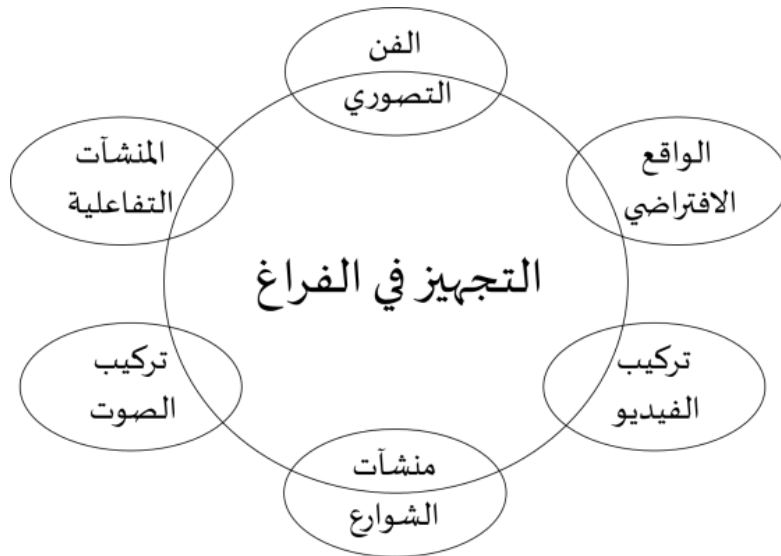 الفن
التصوري
الواقع
الافتراضي
المنشآت
التفاعلية
التجهيز في الفراغ
تركيب
الفيديو
تركيب
الصوت
منشآت
الشوارع